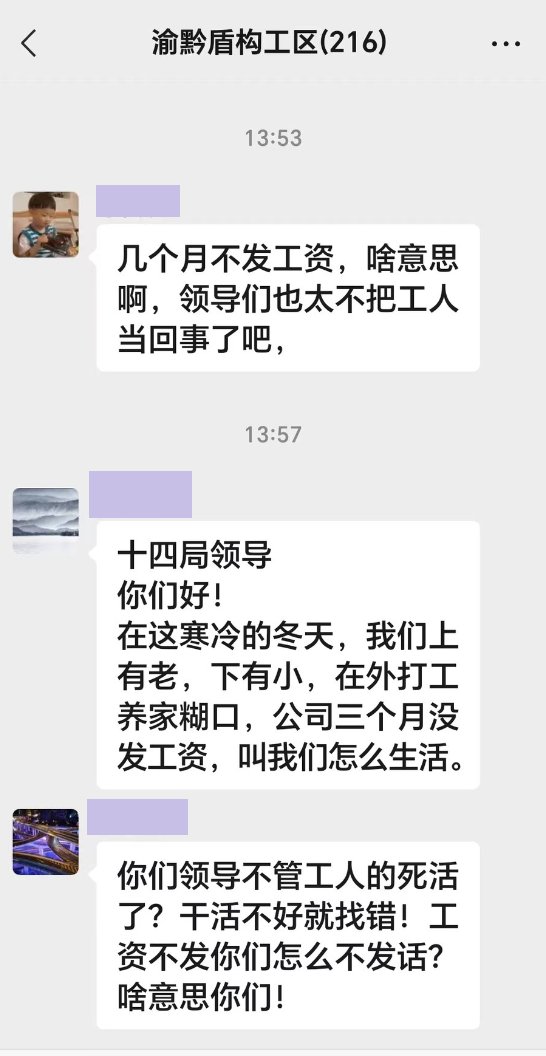 渝黔盾构工区(216)
13:53
几个月不发工资，啥意思
啊，领导们也太不把工人
当回事了吧，
13:57
十四局领导
你们好！
在这寒冷的冬天，我们上
有老，下有小，在外打工
养家糊口，公司三个月没
发工资，叫我们怎么生活。
你们领导不管工人的死活
了？干活不好就找错！工
资不发你们怎么不发话？
啥意思你们！